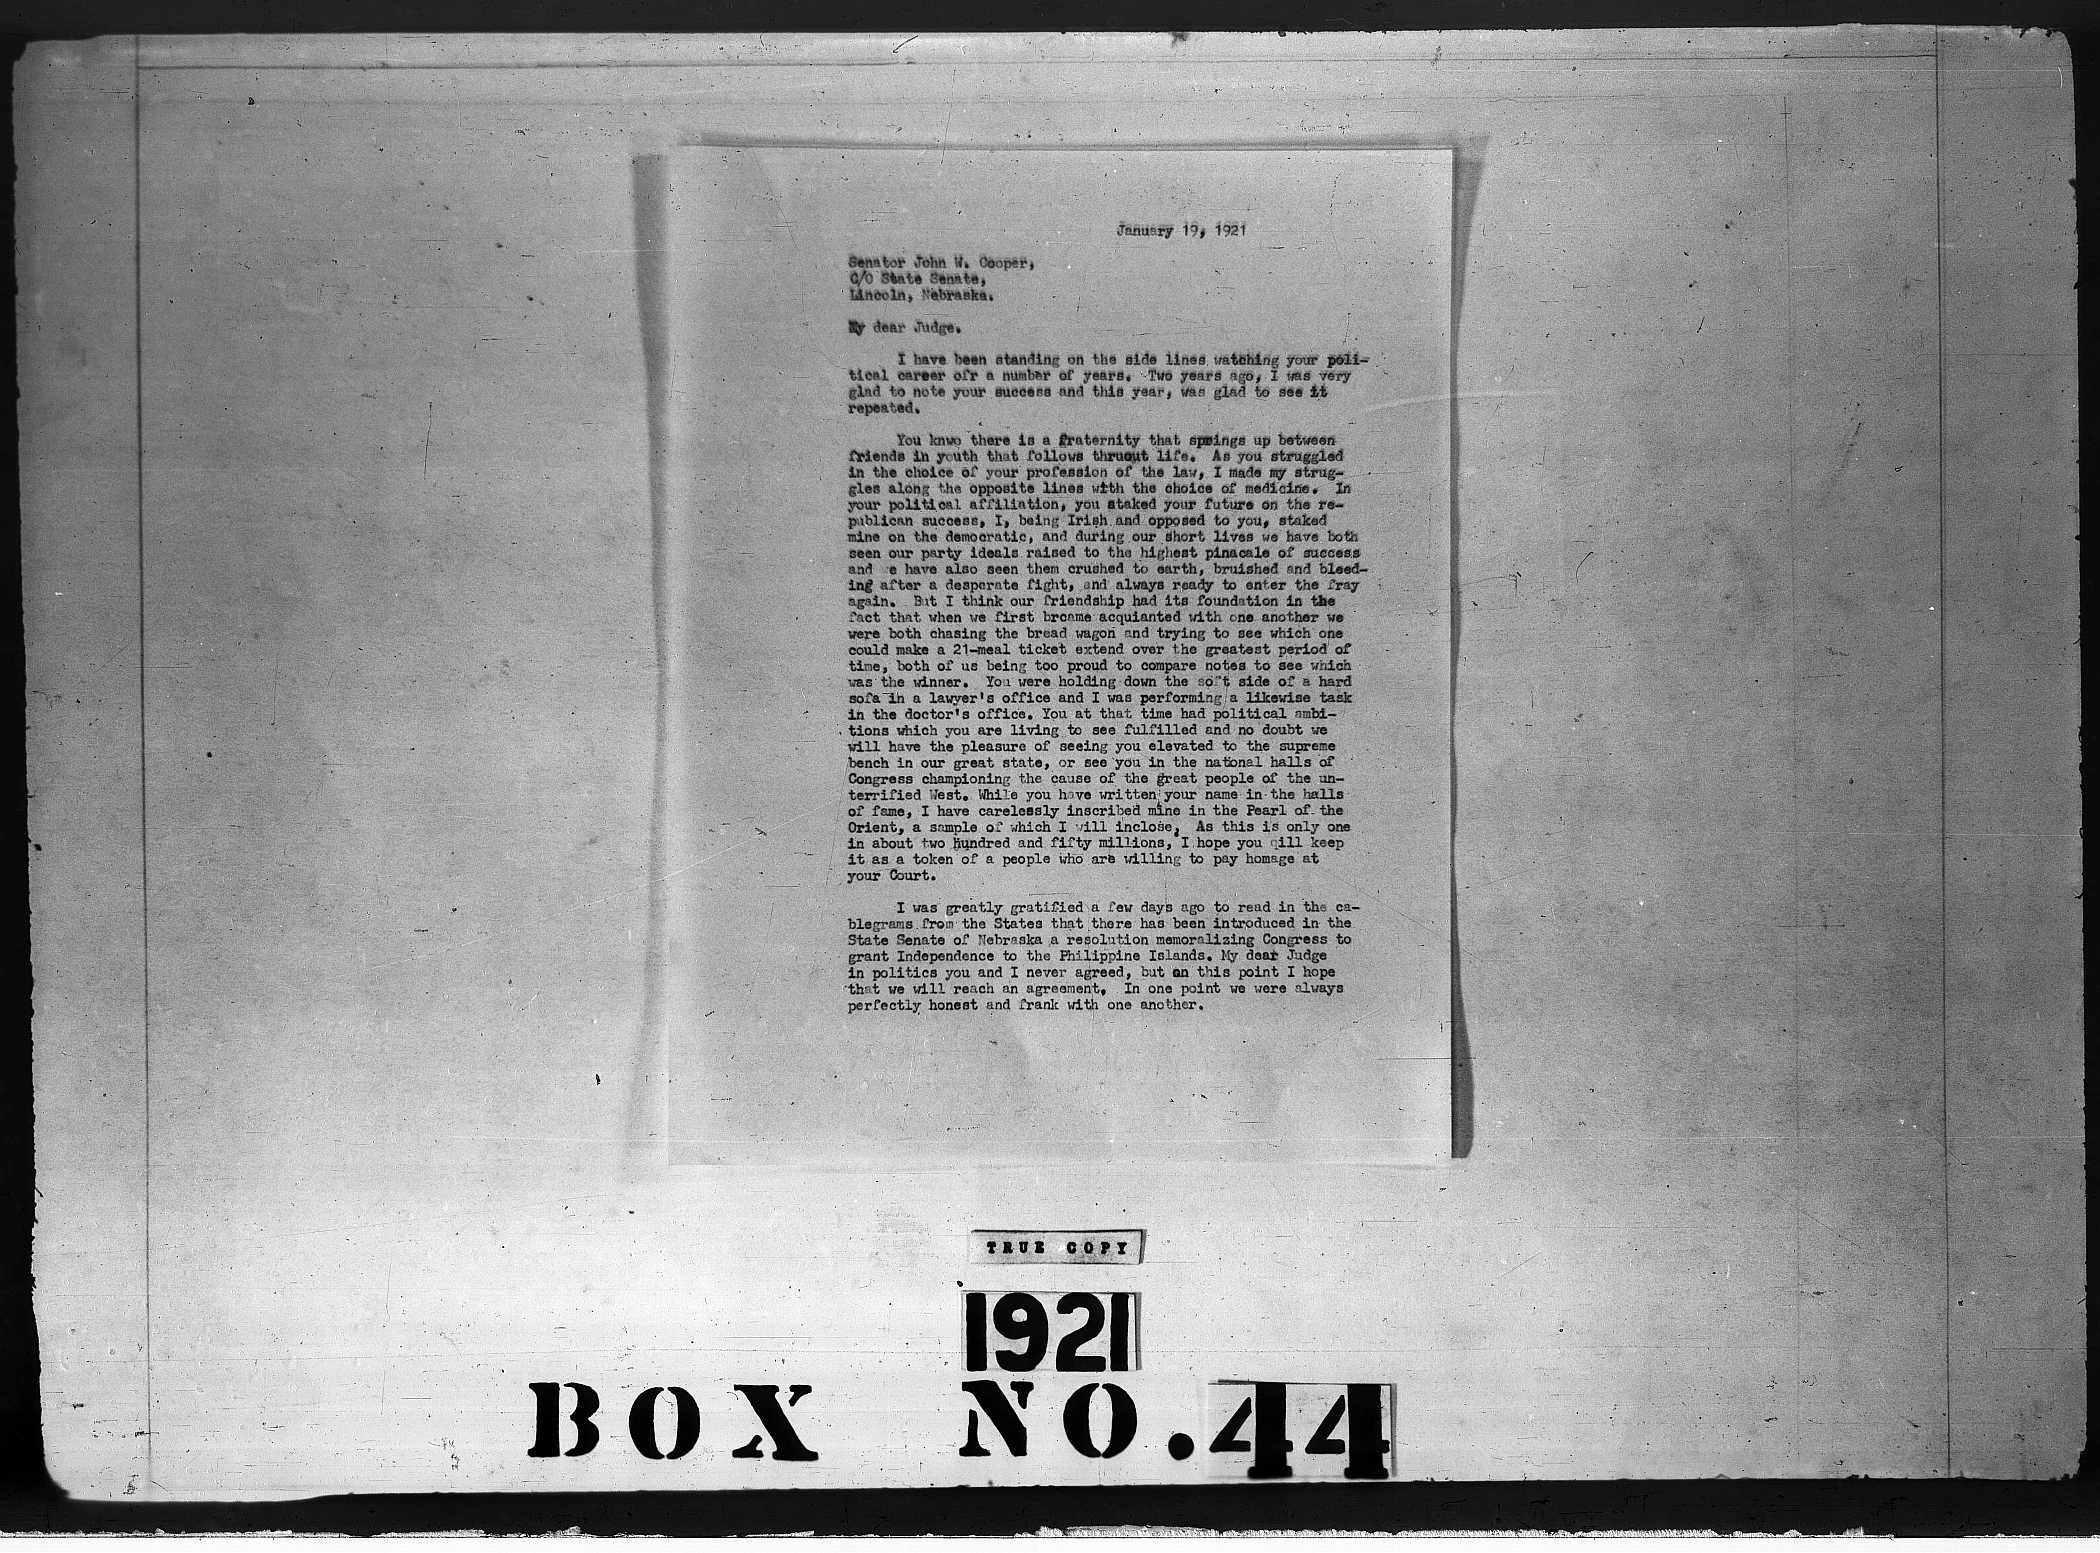 January 19, 1921
Senator John W. Cooper,
C/O State Senate,
Lincoln, Nebraska.
My dear Judge.
I have been standing on the side lines watching your poli-
tical career ofr a number of years. Two years ago, I was very
glad to note your success and this year, was glad to see it
repeated.
You knwo there is a fraternity that springs up between
friends in youth that follows thruout life. As you struggled
in the choice of your profession of the law, I made my strug-
gles along the opposite lines with the choice of medicine. In
your political affiliation, you staked your future on the re-
publican success, I, being Irish and opposed to you, staked
mine on the democratic, and during our short lives we have both
seen our party ideals raised to the highest pinacale of success
and we have also seen them crushed to earth, bruished and bleed-
ing after a desperate fight, and always ready to enter the fray
again. But I think our friendship had its foundation in the
fact that when we first brcame acquianted with one another we
were both chasing the bread wagon and trying to see which one
could make a 21-meal ticket extend over the greatest period of
time, both of us being too proud to compare notes to see which
was the winner. You were holding down the soft side of a hard
sofa in a lawyer's office and I was performing a likewise task
in the doctor's office. You at that time had political ambi-
tions which you are living to see fulfilled and no doubt we
will have the pleasure of seeing you elevated to the supreme
bench in our great state, or see you in the national halls of
Congress championing the cause of the great people of the un-
terrified West. While you have written your name in the halls
of fame, I have carelessly inscribed mine in the Pearl of the
Orient, a sample of which I will inclose, As this is only one
in about two hundred and fifty millions, I hope you qill keep
it as a token of a people who are willing to pay homage at
your Court.
I was greatly gratified a few days ago to read in the ca-
blegrams from the States that there has been introduced in the
State Senate of Nebraska a resolution memoralizing Congress to
grant Independence to the Philippine Islands. My dear Judge
in politics you and I never agreed, but on this point I hope
that we will reach an agreement. In one point we were always
perfectly honest and frank with one another.
TRUE COPY
1921
BOX NO. 44